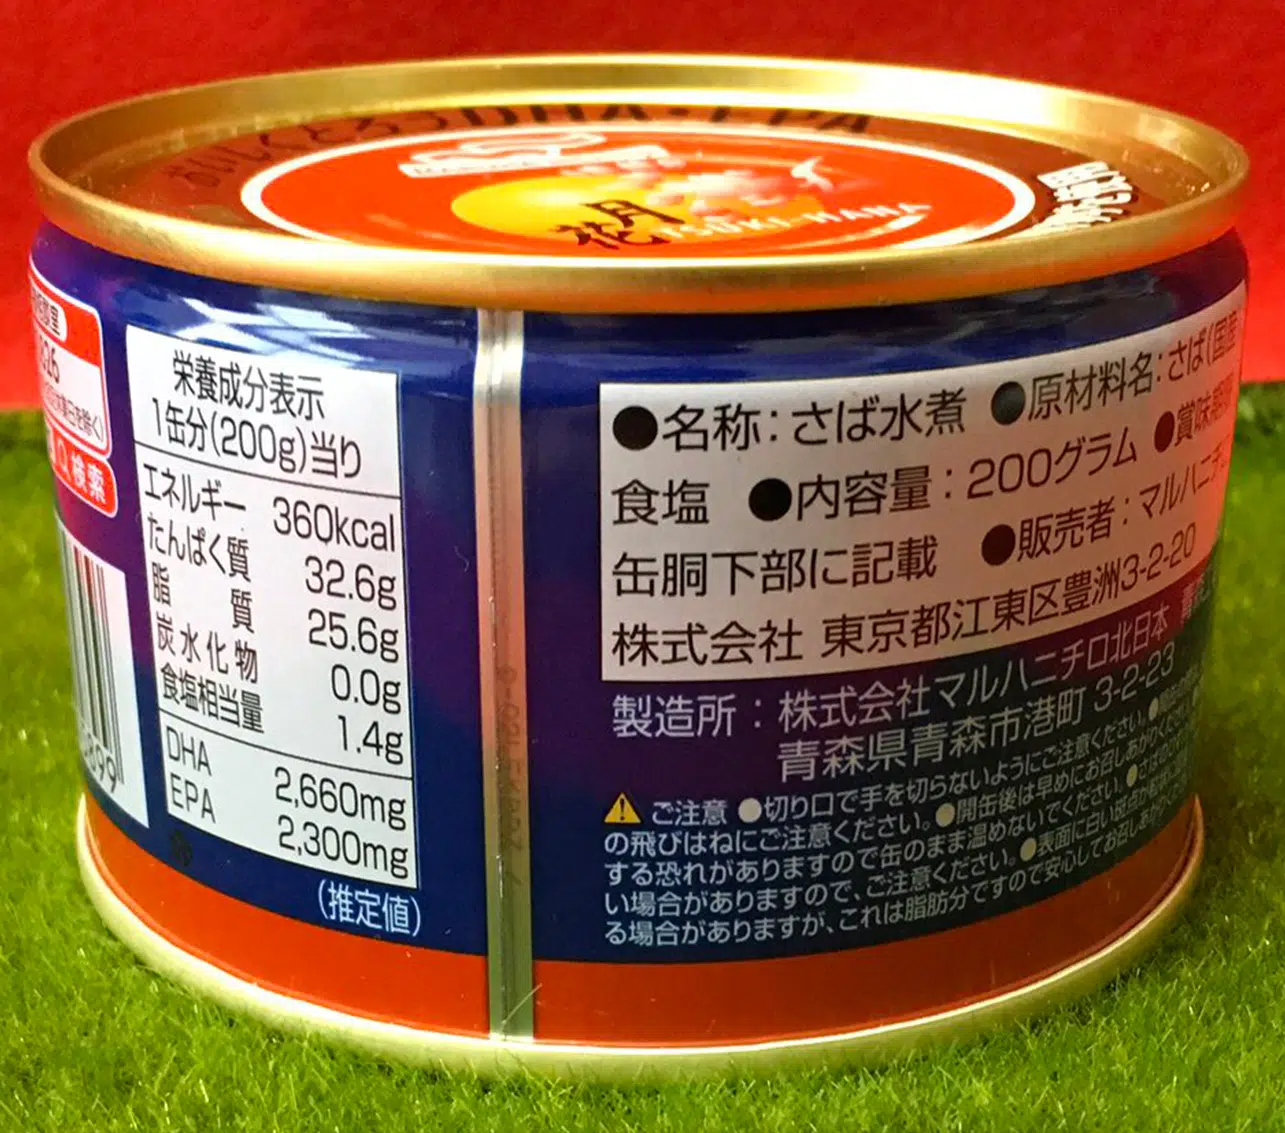 おいしくとろうDHA・EPA
月花
TSUKI-HANA
検索
栄養成分表示
1缶分(200g)当り
エネルギー 360kcal
たんぱく質 32.6g
脂質 25.6g
炭水化物 0.0g
食塩相当量 1.4g
DHA 2,660mg
EPA 2,300mg
(推定値)
●名称:さば水煮 ●原材料名:さば(国産
食塩 ●内容量:200グラム ●賞味期限
缶胴下部に記載 ●販売者:マルハニチ
株式会社 東京都江東区豊洲3-2-20
製造所:株式会社マルハニチロ北日本 青森
青森県青森市港町 3-2-23
ご注意 ●切り口で手を切らないようにご注意ください。
の飛びはねにご注意ください。●開缶後は早めにお召しあがりくだ
する恐れがありますので缶のまま温めないでください。●さばの
い場合がありますので、ご注意ください。●表面に白い
る場合がありますが、これは脂肪分ですので安心してお召しあが